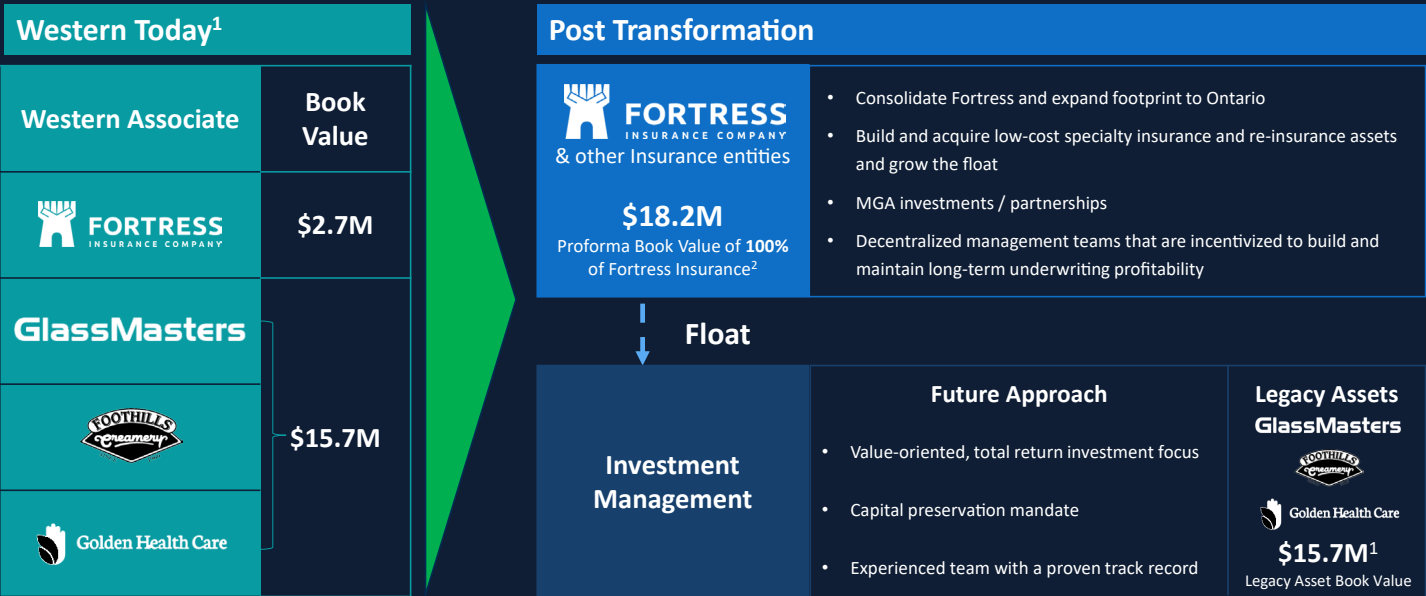 Western Today1
Western Associate
Book
Value
FORTRESS
INSURANCE COMPANY
$2.7M
GlassMasters
FOOTHILLS
Creamery
Golden Health Care
$15.7M
Post Transformation
FORTRESS
INSURANCE COMPANY
& other Insurance entities
$18.2M
Proforma Book Value of 100%
of Fortress Insurance2
• Consolidate Fortress and expand footprint to Ontario
• Build and acquire low-cost specialty insurance and re-insurance assets
and grow the float
• MGA investments / partnerships
• Decentralized management teams that are incentivized to build and
maintain long-term underwriting profitability
Float
Investment
Management
Future Approach
• Value-oriented, total return investment focus
• Capital preservation mandate
• Experienced team with a proven track record
Legacy Assets
GlassMasters
FOOTHILLS
Creamery
Golden Health Care
$15.7M1
Legacy Asset Book Value